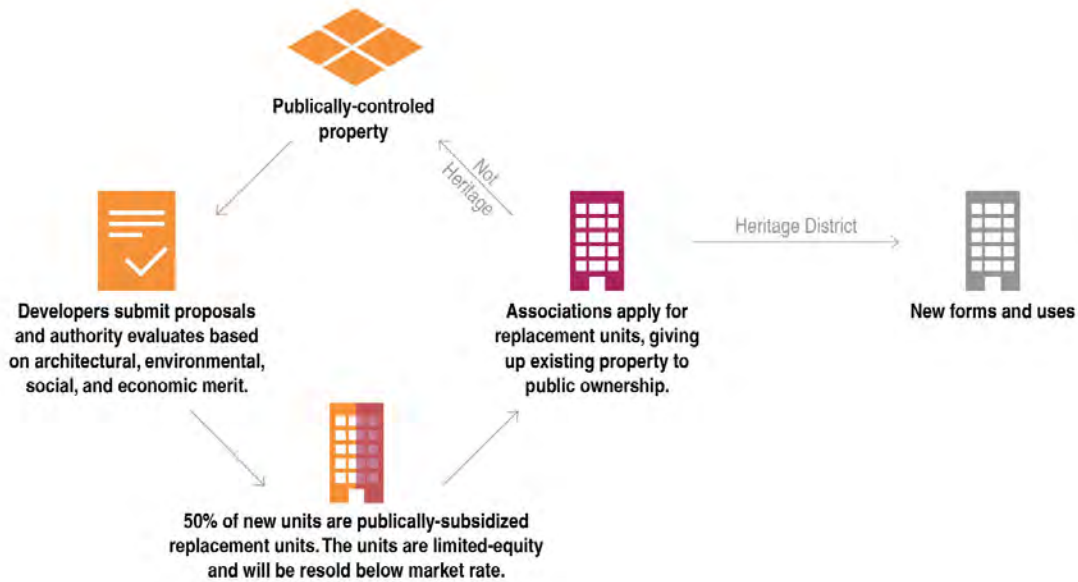 Publically-controled
property
Not
Heritage
Heritage District
Developers submit proposals
and authority evaluates based
on architectural, environmental,
social, and economic merit.
Associations apply for
replacement units, giving
up existing property to
public ownership.
New forms and uses
50% of new units are publically-subsidized
replacement units. The units are limited-equity
and will be resold below market rate.